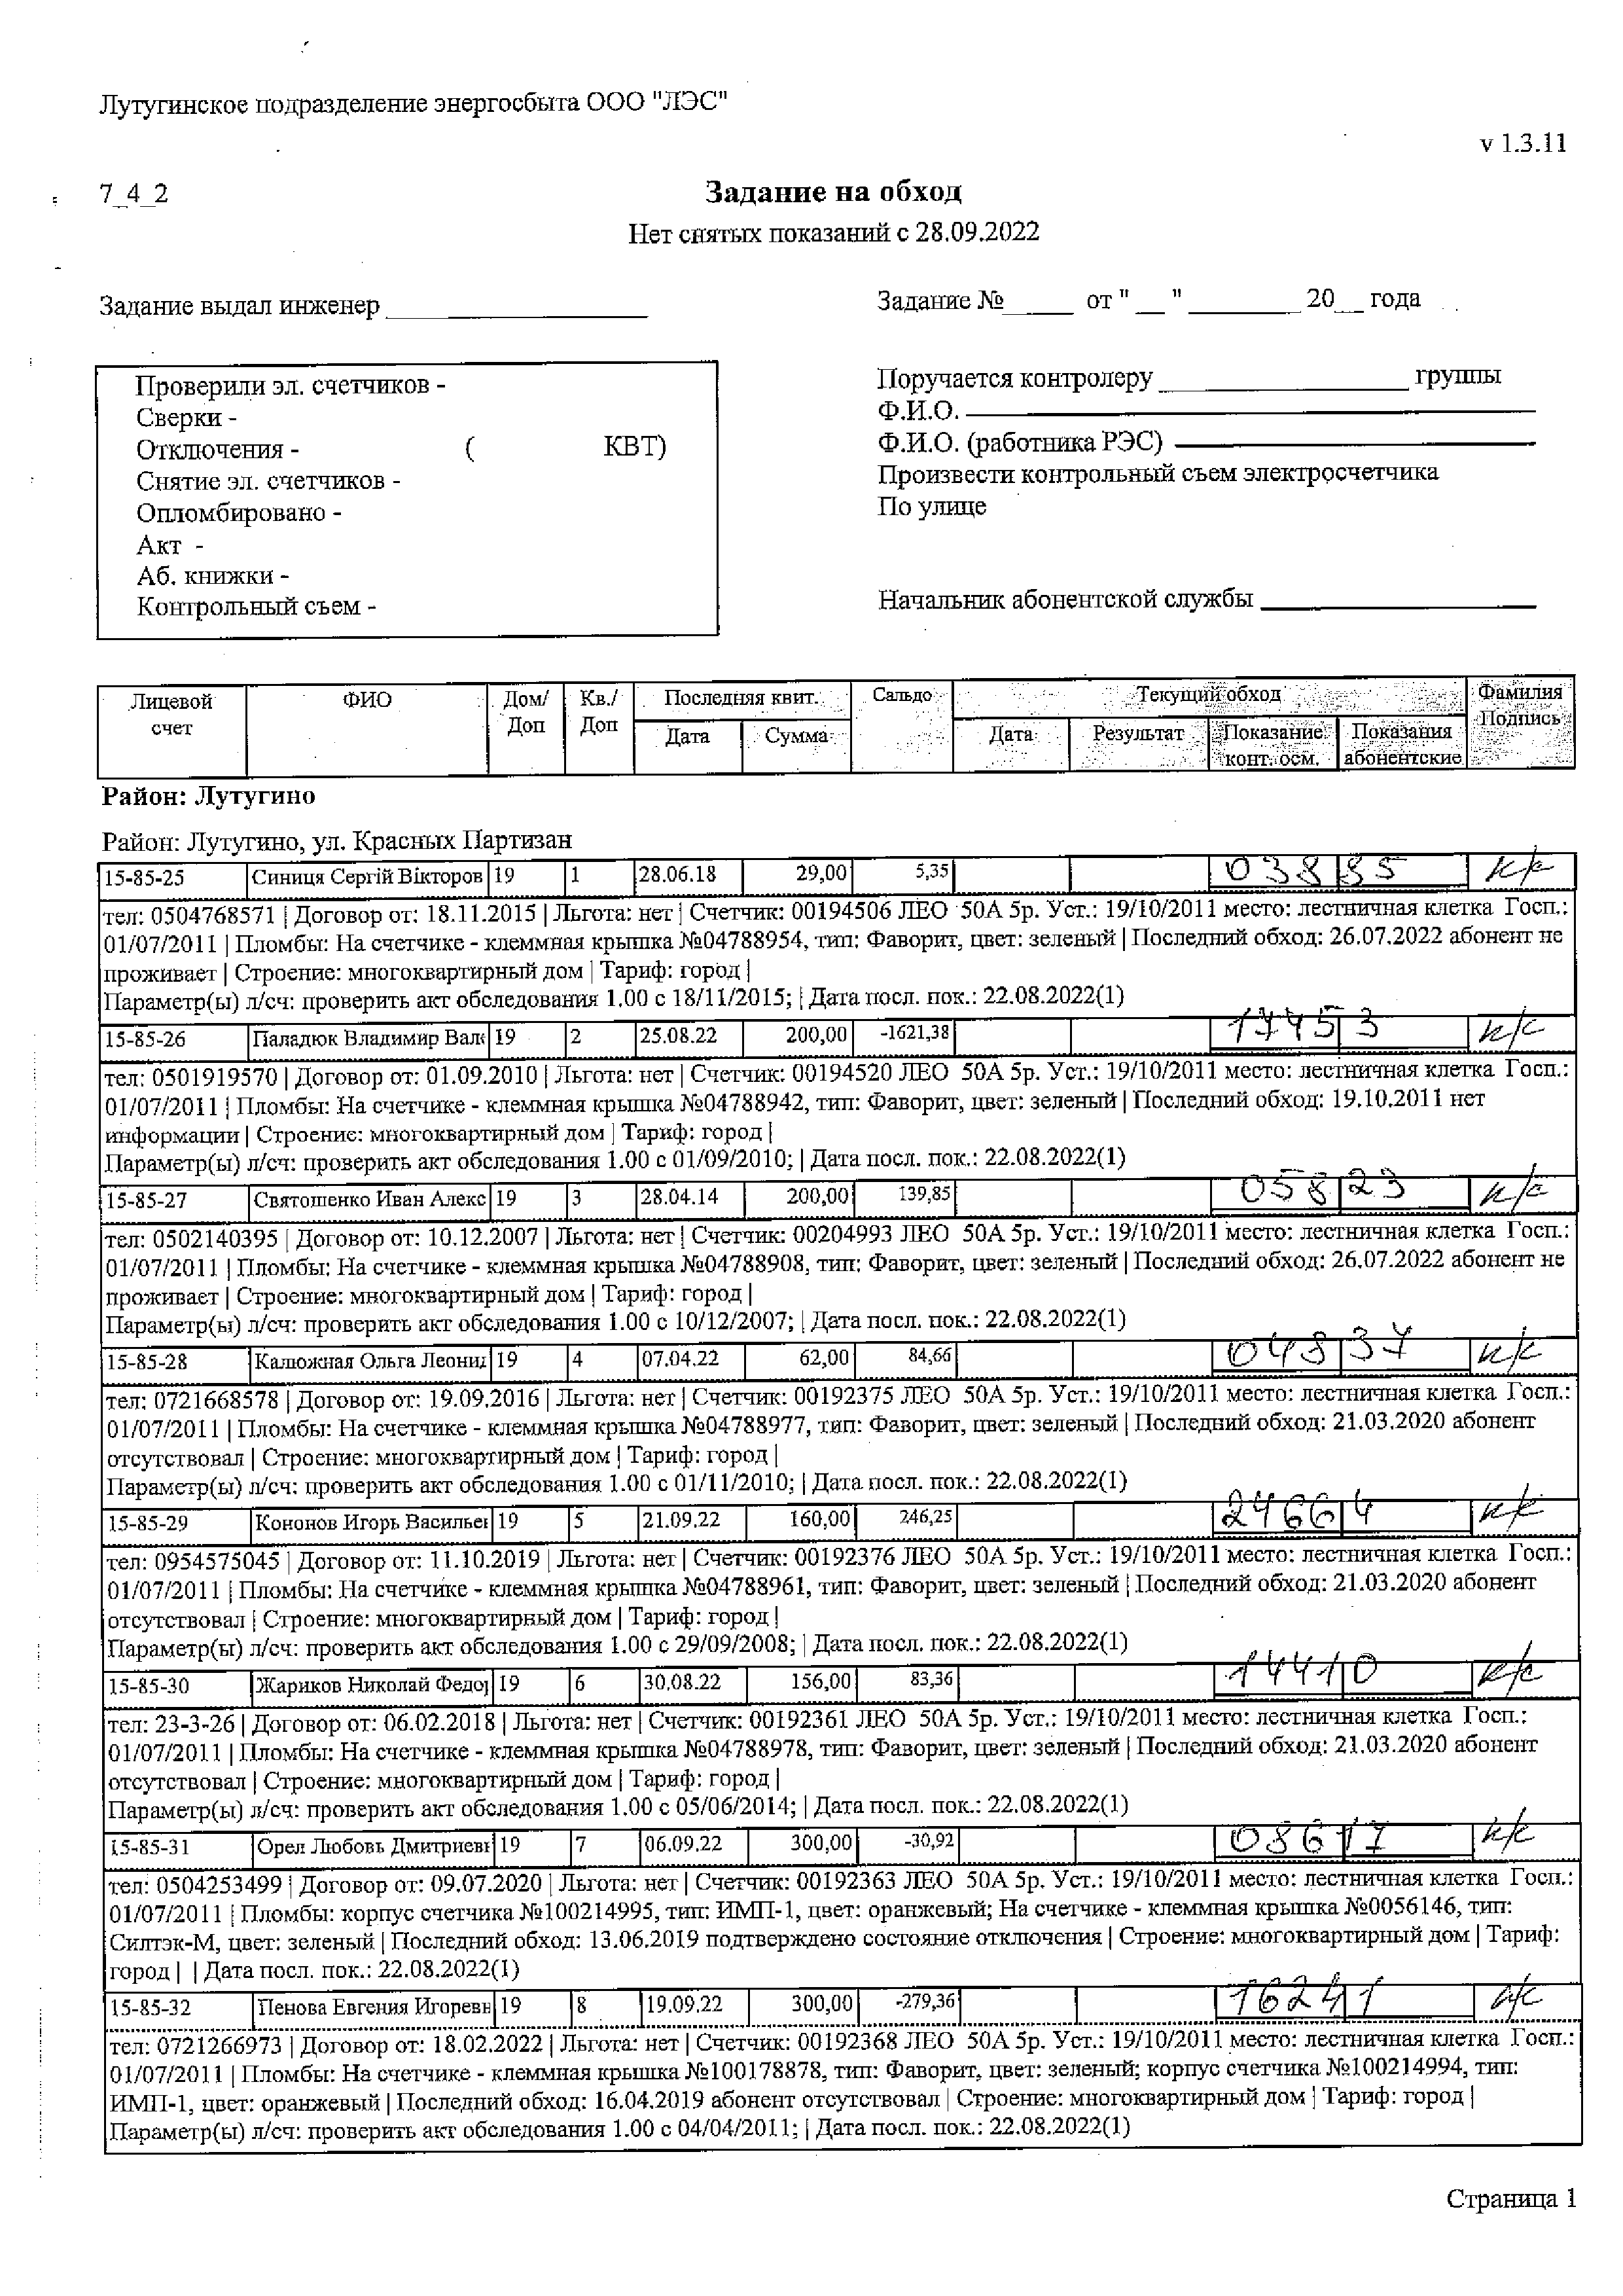 Лутугинское подразделение энергосбыта ООО "ЛЭС"
v 1.3.11
7_4_2
Задание на обход
Нет снятых показаний с 28.09.2022
Задание выдал инженер
Задание №_____ от "__"________ 20__ года
Проверили эл. счетчиков -
Сверки -
Отключения - ( КВТ)
Снятие эл. счетчиков -
Опломбировано -
Акт -
Аб. книжки -
Контрольный съем -
Поручается контролеру __________________ группы
Ф.И.О.
Ф.И.О. (работника РЭС)
Произвести контрольный съем электросчетчика
По улице
Начальник абонентской службы
Лицевой счет ФИО Дом/ Доп Кв./ Доп Последняя квит. Дата Сумма Сальдо Текущий обход Дата Результат Показание конт. осм. Показания абонентские Фамилия Подпись
Район: Лутугино
Район: Лутугино, ул. Красных Партизан
15-85-25 Синиця Сергій Вікторов 19 1 28.06.18 29,00 5,35 03885 к/с
тел: 0504768571 | Договор от: 18.11.2015 | Льгота: нет | Счетчик: 00194506 ЛЕО 50А 5р. Уст.: 19/10/2011 место: лестничная клетка Госп.:
01/07/2011 | Пломбы: На счетчике - клеммная крышка №04788954, тип: Фаворит, цвет: зеленый | Последний обход: 26.07.2022 абонент не
проживает | Строение: многоквартирный дом | Тариф: город |
Параметр(ы) л/сч: проверить акт обследования 1.00 с 18/11/2015; | Дата посл. пок.: 22.08.2022(1)
15-85-26 Паладюк Владимир Вал 19 2 25.08.22 200,00 -1621,38 17453 к/с
тел: 0501919570 | Договор от: 01.09.2010 | Льгота: нет | Счетчик: 00194520 ЛЕО 50А 5р. Уст.: 19/10/2011 место: лестничная клетка Госп.:
01/07/2011 | Пломбы: На счетчике - клеммная крышка №04788942, тип: Фаворит, цвет: зеленый | Последний обход: 19.10.2011 нет
информации | Строение: многоквартирный дом | Тариф: город |
Параметр(ы) л/сч: проверить акт обследования 1.00 с 01/09/2010; | Дата посл. пок.: 22.08.2022(1)
15-85-27 Святошенко Иван Алекс 19 3 28.04.14 200,00 139,85 05823 к/с
тел: 0502140395 | Договор от: 10.12.2007 | Льгота: нет | Счетчик: 00204993 ЛЕО 50А 5р. Уст.: 19/10/2011 место: лестничная клетка Госп.:
01/07/2011 | Пломбы: На счетчике - клеммная крышка №04788908, тип: Фаворит, цвет: зеленый | Последний обход: 26.07.2022 абонент не
проживает | Строение: многоквартирный дом | Тариф: город |
Параметр(ы) л/сч: проверить акт обследования 1.00 с 10/12/2007; | Дата посл. пок.: 22.08.2022(1)
15-85-28 Калюжная Ольга Леонид 19 4 07.04.22 62,00 84,66 04837 к/с
тел: 0721668578 | Договор от: 19.09.2016 | Льгота: нет | Счетчик: 00192375 ЛЕО 50А 5р. Уст.: 19/10/2011 место: лестничная клетка Госп.:
01/07/2011 | Пломбы: На счетчике - клеммная крышка №04788977, тип: Фаворит, цвет: зеленый | Последний обход: 21.03.2020 абонент
отсутствовал | Строение: многоквартирный дом | Тариф: город |
Параметр(ы) л/сч: проверить акт обследования 1.00 с 01/11/2010; | Дата посл. пок.: 22.08.2022(1)
15-85-29 Кононов Игорь Василье 19 5 21.09.22 160,00 246,25 24664 к/с
тел: 0954575045 | Договор от: 11.10.2019 | Льгота: нет | Счетчик: 00192376 ЛЕО 50А 5р. Уст.: 19/10/2011 место: лестничная клетка Госп.:
01/07/2011 | Пломбы: На счетчике - клеммная крышка №04788961, тип: Фаворит, цвет: зеленый | Последний обход: 21.03.2020 абонент
отсутствовал | Строение: многоквартирный дом | Тариф: город |
Параметр(ы) л/сч: проверить акт обследования 1.00 с 29/09/2008; | Дата посл. пок.: 22.08.2022(1)
15-85-30 Жариков Николай Федо 19 6 30.08.22 156,00 83,36 14410 к/с
тел: 23-3-26 | Договор от: 06.02.2018 | Льгота: нет | Счетчик: 00192361 ЛЕО 50А 5р. Уст.: 19/10/2011 место: лестничная клетка Госп.:
01/07/2011 | Пломбы: На счетчике - клеммная крышка №04788978, тип: Фаворит, цвет: зеленый | Последний обход: 21.03.2020 абонент
отсутствовал | Строение: многоквартирный дом | Тариф: город |
Параметр(ы) л/сч: проверить акт обследования 1.00 с 05/06/2014; | Дата посл. пок.: 22.08.2022(1)
15-85-31 Орел Любовь Дмитриев 19 7 06.09.22 300,00 -30,92 08617 к/с
тел: 0504253499 | Договор от: 09.07.2020 | Льгота: нет | Счетчик: 00192363 ЛЕО 50А 5р. Уст.: 19/10/2011 место: лестничная клетка Госп.:
01/07/2011 | Пломбы: корпус счетчика №100214995, тип: ИМП-1, цвет: оранжевый; На счетчике - клеммная крышка №0056146, тип:
Силтэк-М, цвет: зеленый | Последний обход: 13.06.2019 подтверждено состояние отключения | Строение: многоквартирный дом | Тариф:
город | | Дата посл. пок.: 22.08.2022(1)
15-85-32 Пенова Евгения Игоревн 19 8 19.09.22 300,00 -279,36 16241 к/с
тел: 0721266973 | Договор от: 18.02.2022 | Льгота: нет | Счетчик: 00192368 ЛЕО 50А 5р. Уст.: 19/10/2011 место: лестничная клетка Госп.:
01/07/2011 | Пломбы: На счетчике - клеммная крышка №100178878, тип: Фаворит, цвет: зеленый; корпус счетчика №100214994, тип:
ИМП-1, цвет: оранжевый | Последний обход: 16.04.2019 абонент отсутствовал | Строение: многоквартирный дом | Тариф: город |
Параметр(ы) л/сч: проверить акт обследования 1.00 с 04/04/2011; | Дата посл. пок.: 22.08.2022(1)
Страница 1